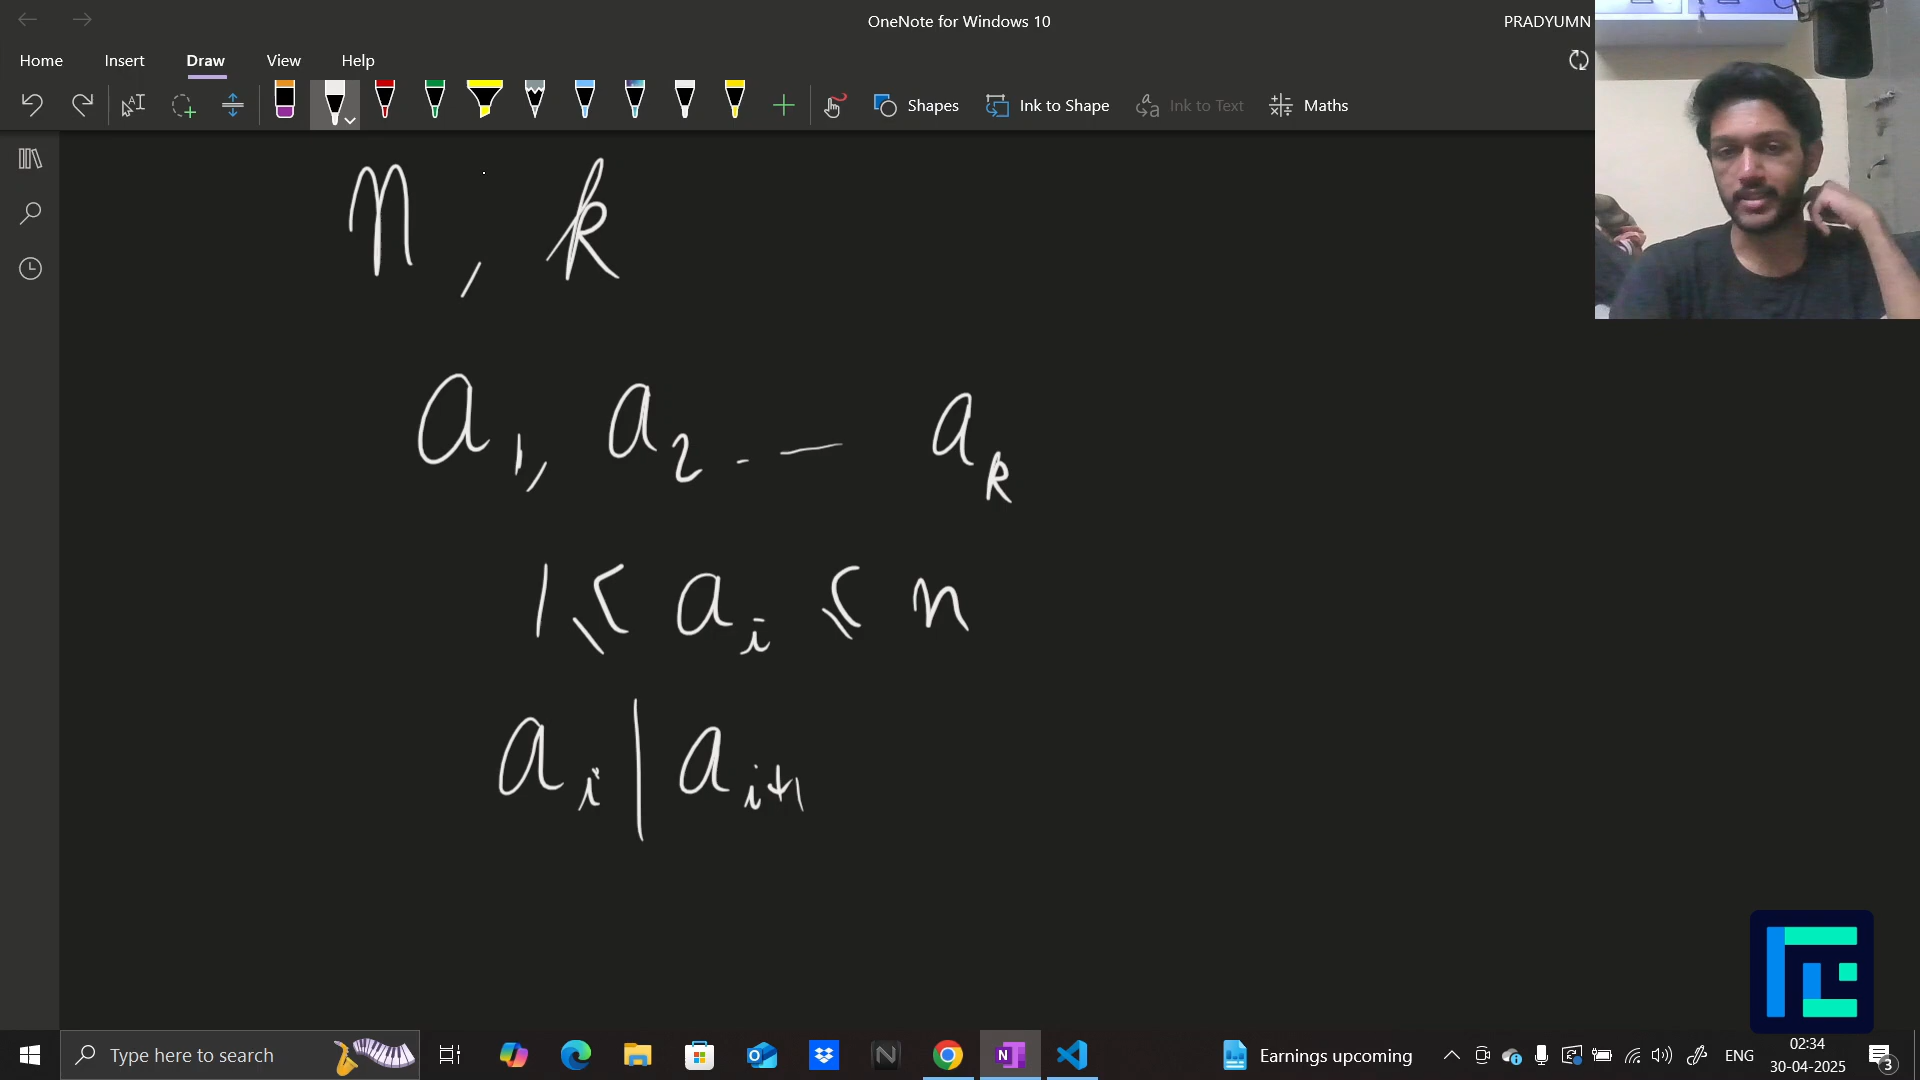 OneNote for Windows 10
PRADYUMN
Home Insert Draw View Help
Shapes Ink to Shape Ink to Text Maths
n , k
a₁, a₂ . — aₖ
1 ⩽ aᵢ ⩽ n
aᵢ | aᵢ₊₁
Type here to search
Earnings upcoming
ENG
02:34
30-04-2025
3